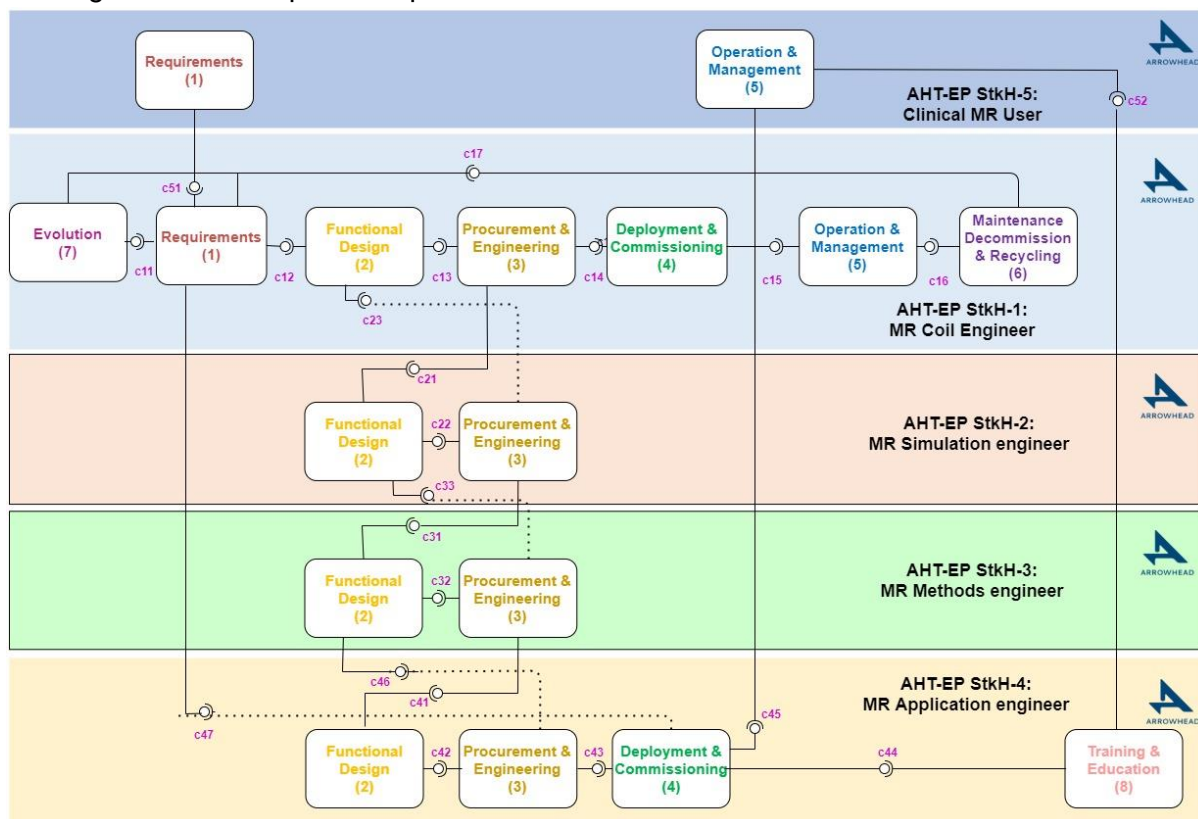 Requirements
(1)
Operation &
Management
(5)
ARROWHEAD
AHT-EP StkH-5:
Clinical MR User
c52
c17
c51
ARROWHEAD
Evolution
(7)
c11
Requirements
(1)
c12
Functional
Design
(2)
c13
Procurement &
Engineering
(3)
c14
Deployment &
Commissioning
(4)
c15
Operation &
Management
(5)
c16
Maintenance
Decommission
& Recycling
(6)
c23
AHT-EP StkH-1:
MR Coil Engineer
c21
ARROWHEAD
Functional
Design
(2)
c22
Procurement &
Engineering
(3)
AHT-EP StkH-2:
MR Simulation engineer
c33
c31
ARROWHEAD
Functional
Design
(2)
c32
Procurement &
Engineering
(3)
AHT-EP StkH-3:
MR Methods engineer
c46
c41
AHT-EP StkH-4:
MR Application engineer
ARROWHEAD
c47
c45
Functional
Design
(2)
c42
Procurement &
Engineering
(3)
c43
Deployment &
Commissioning
(4)
c44
Training &
Education
(8)